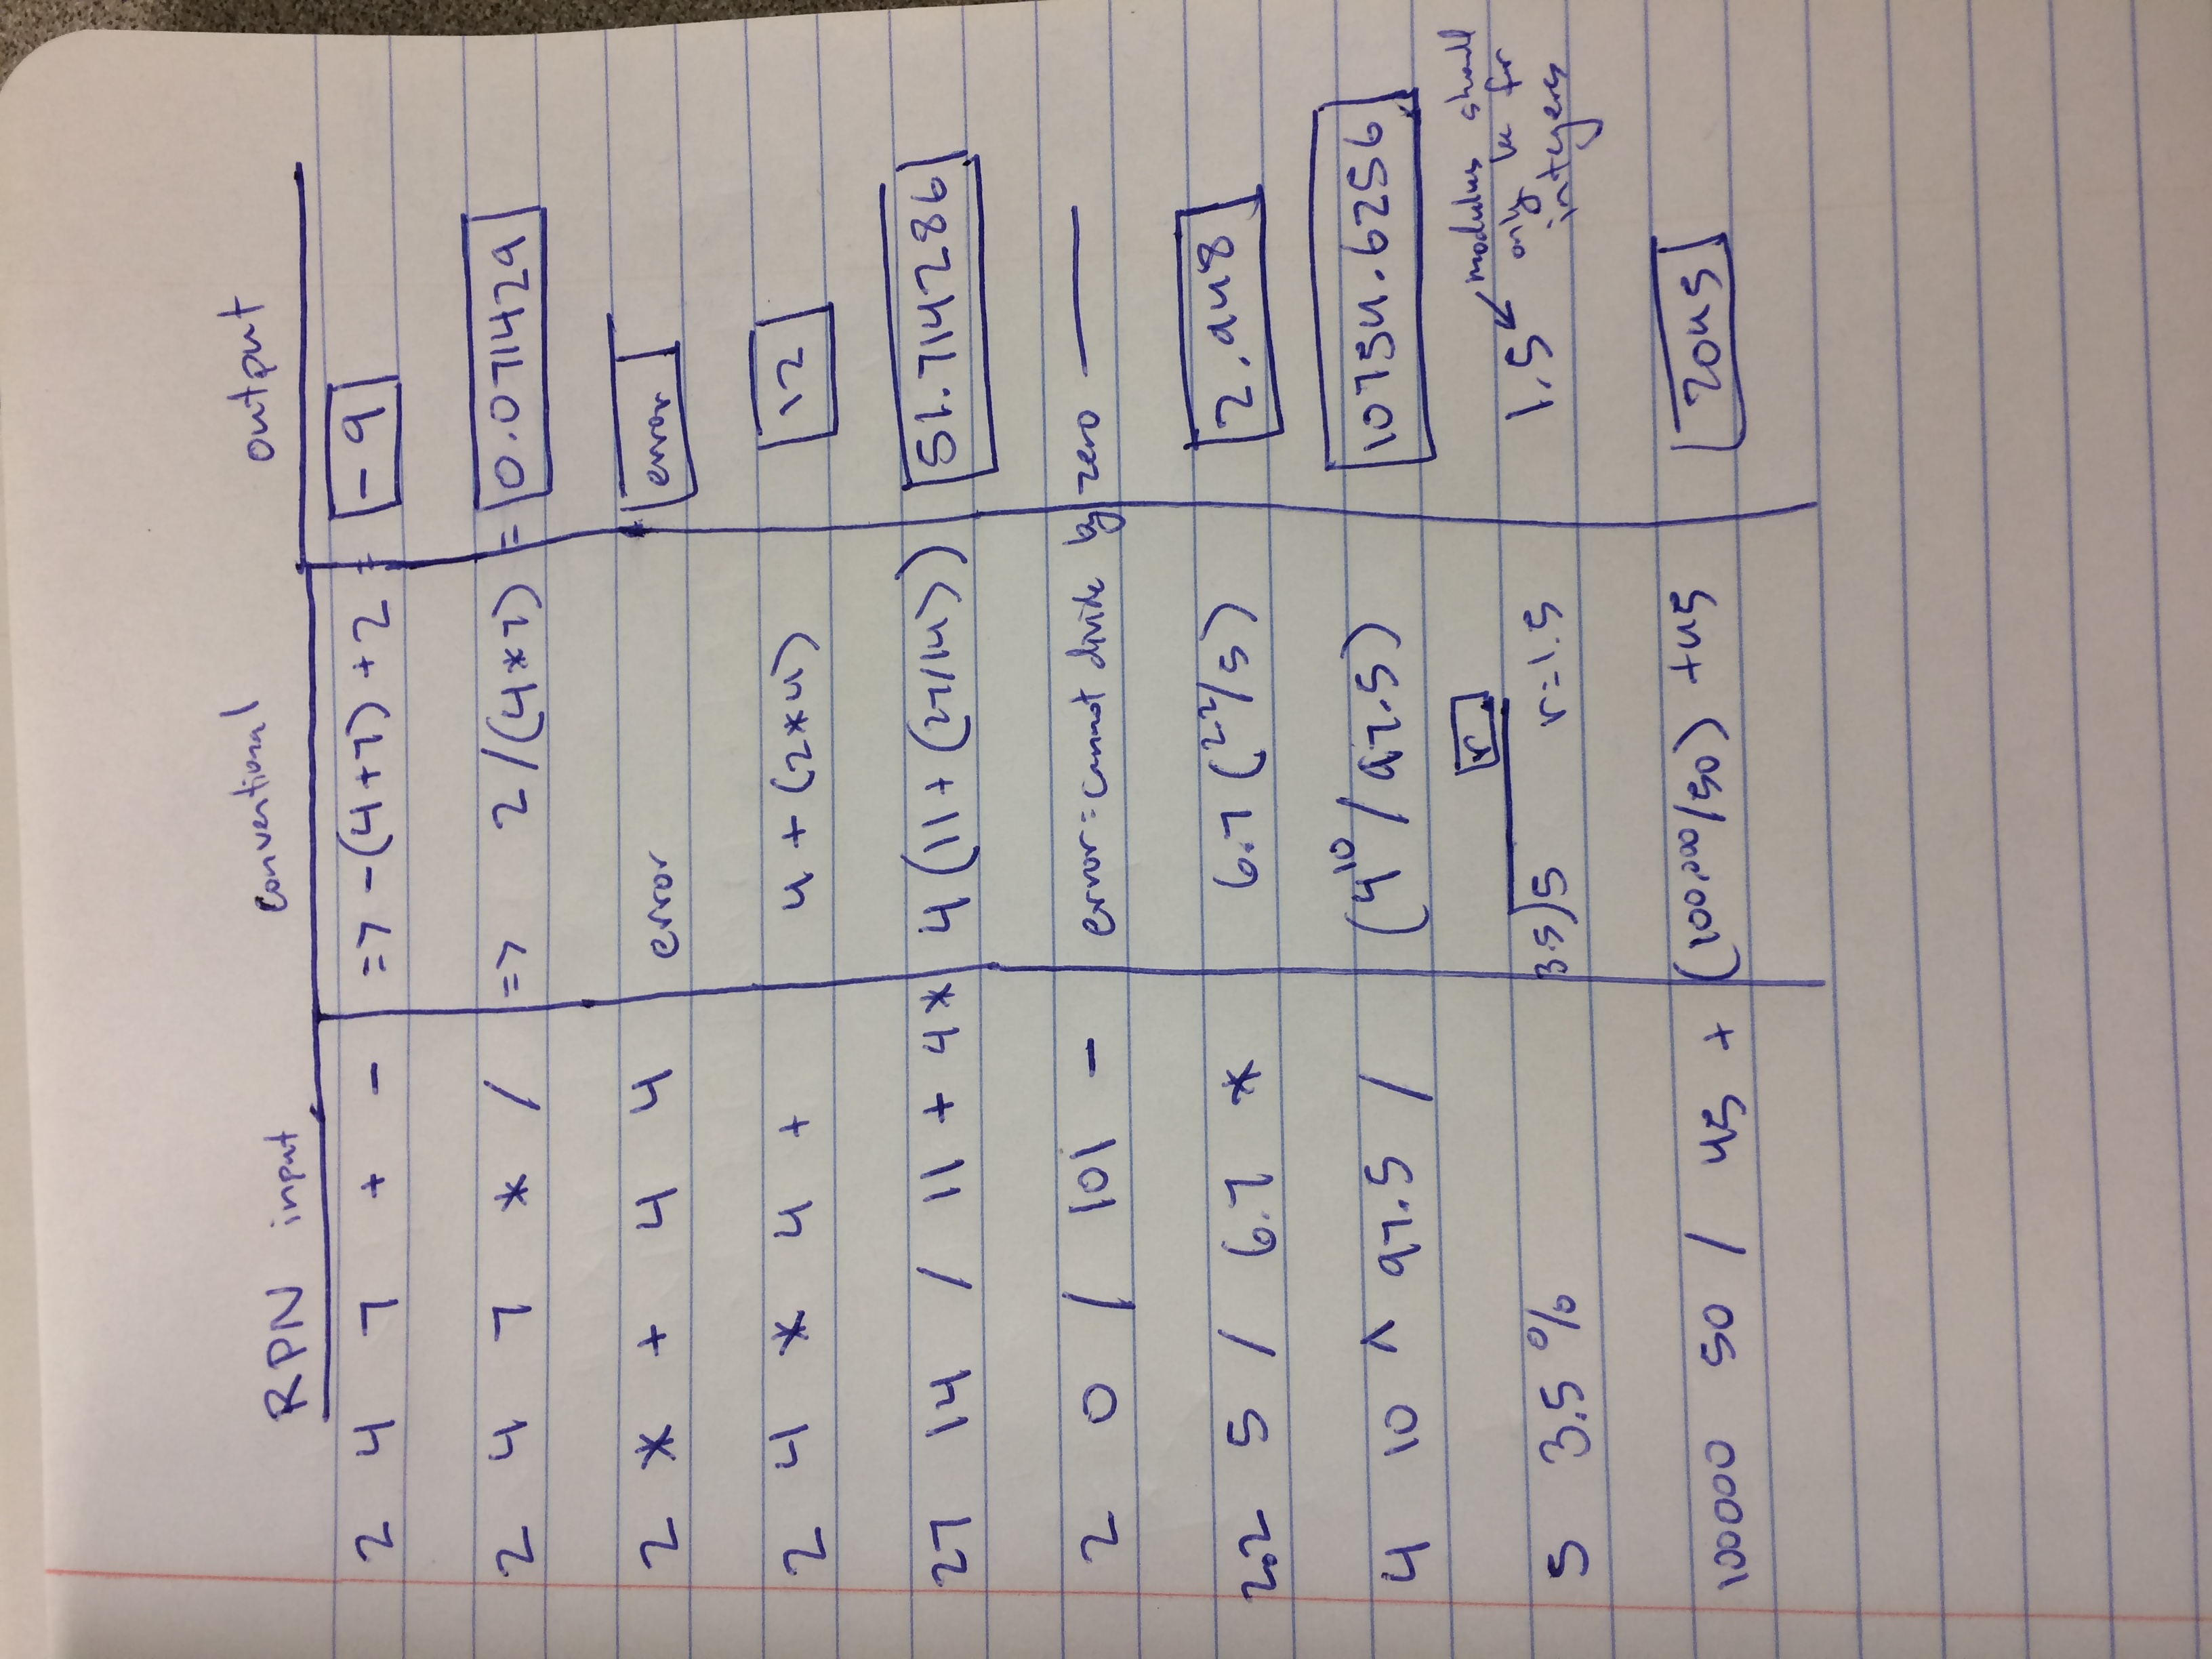 RPN input conventional output
2 4 7 + - => -(4+7) + 2 = -9
2 4 7 * / => 2/(4*7) = 0.071429
2 * + 4 4 error error
2 4 * 4 + 4 + (2*4) 12
27 14 / 11 + 4* 4(11+(27/14)) 51.714286
2 0 / 101 - error = cannot divide by zero —
2.2 5 / 6.7 * 6.7(2.2/5) 2.948
4 10 ^ 97.5 / (4^10/97.5) 10754.6256
r
5 3.5 % 3.5)5 r=1.5 1.5 ← modulus should
only be for
integers
100000 50 / 45 + (100,000/50) +45 2045